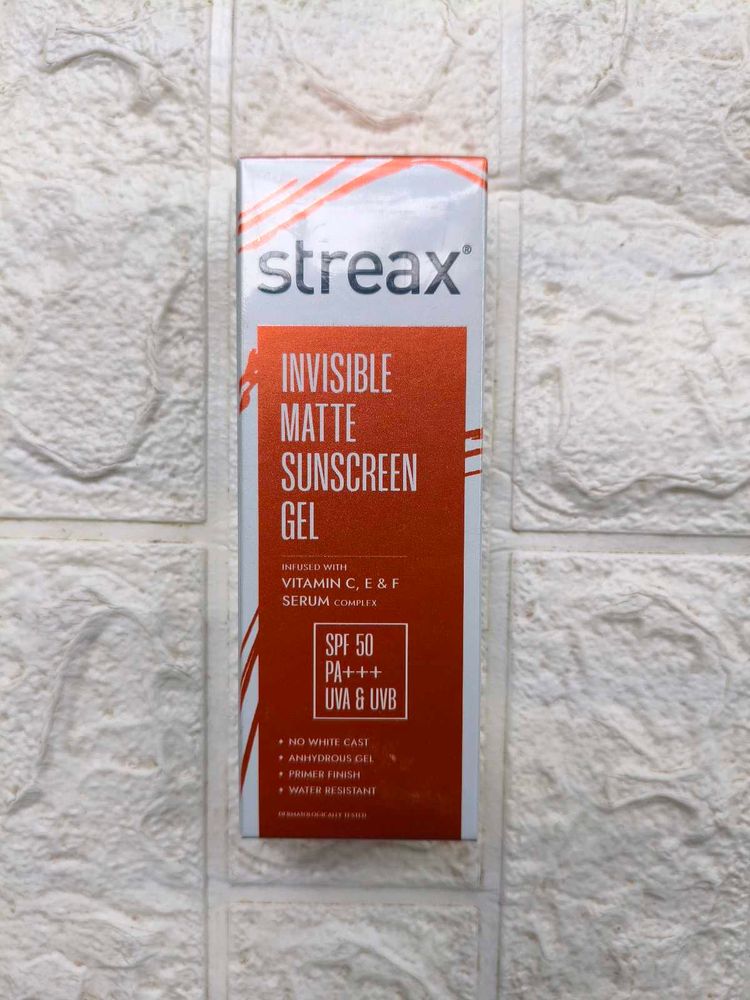 streax®
INVISIBLE
MATTE
SUNSCREEN
GEL
INFUSED WITH
VITAMIN C, E & F
SERUM COMPLEX
SPF 50
PA+++
UVA & UVB
• NO WHITE CAST
• ANHYDROUS GEL
• PRIMER FINISH
• WATER RESISTANT
DERMATOLOGICALLY TESTED